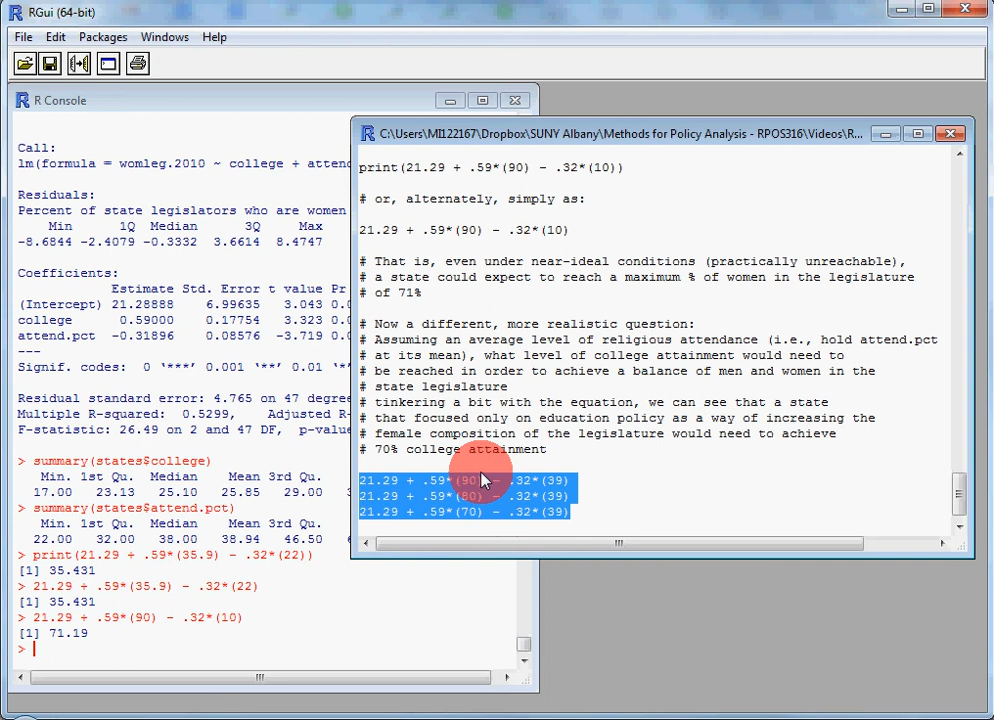 RGui (64-bit)
File Edit Packages Windows Help
R Console
Call:
lm(formula = womleg.2010 ~ college + attend
Residuals:
Percent of state legislators who are women
Min 1Q Median 3Q Max
-8.6844 -2.4079 -0.3332 3.6614 8.4747
Coefficients:
Estimate Std. Error t value Pr
(Intercept) 21.28888 6.99635 3.043 0.0
college 0.59000 0.17754 3.323 0.0
attend.pct -0.31896 0.08576 -3.719 0.0
---
Signif. codes: 0 ‘***’ 0.001 ‘**’ 0.01 ‘*
Residual standard error: 4.765 on 47 degree
Multiple R-squared: 0.5299, Adjusted R-
F-statistic: 26.49 on 2 and 47 DF, p-value
> summary(states$college)
Min. 1st Qu. Median Mean 3rd Qu.
17.00 23.13 25.10 25.85 29.00
> summary(states$attend.pct)
Min. 1st Qu. Median Mean 3rd Qu.
22.00 32.00 38.00 38.94 46.50
> print(21.29 + .59*(35.9) - .32*(22))
[1] 35.431
> 21.29 + .59*(35.9) - .32*(22)
[1] 35.431
> 21.29 + .59*(90) - .32*(10)
[1] 71.19
>
C:\Users\MI122167\Dropbox\SUNY Albany\Methods for Policy Analysis - RPOS316\Videos\R...
print(21.29 + .59*(90) - .32*(10))
# or, alternately, simply as:
21.29 + .59*(90) - .32*(10)
# That is, even under near-ideal conditions (practically unreachable),
# a state could expect to reach a maximum % of women in the legislature
# of 71%
# Now a different, more realistic question:
# Assuming an average level of religious attendance (i.e., hold attend.pct
# at its mean), what level of college attainment would need to
# be reached in order to achieve a balance of men and women in the
# state legislature
# tinkering a bit with the equation, we can see that a state
# that focused only on education policy as a way of increasing the
# female composition of the legislature would need to achieve
# 70% college attainment
21.29 + .59*(90) - .32*(39)
21.29 + .59*(80) - .32*(39)
21.29 + .59*(70) - .32*(39)